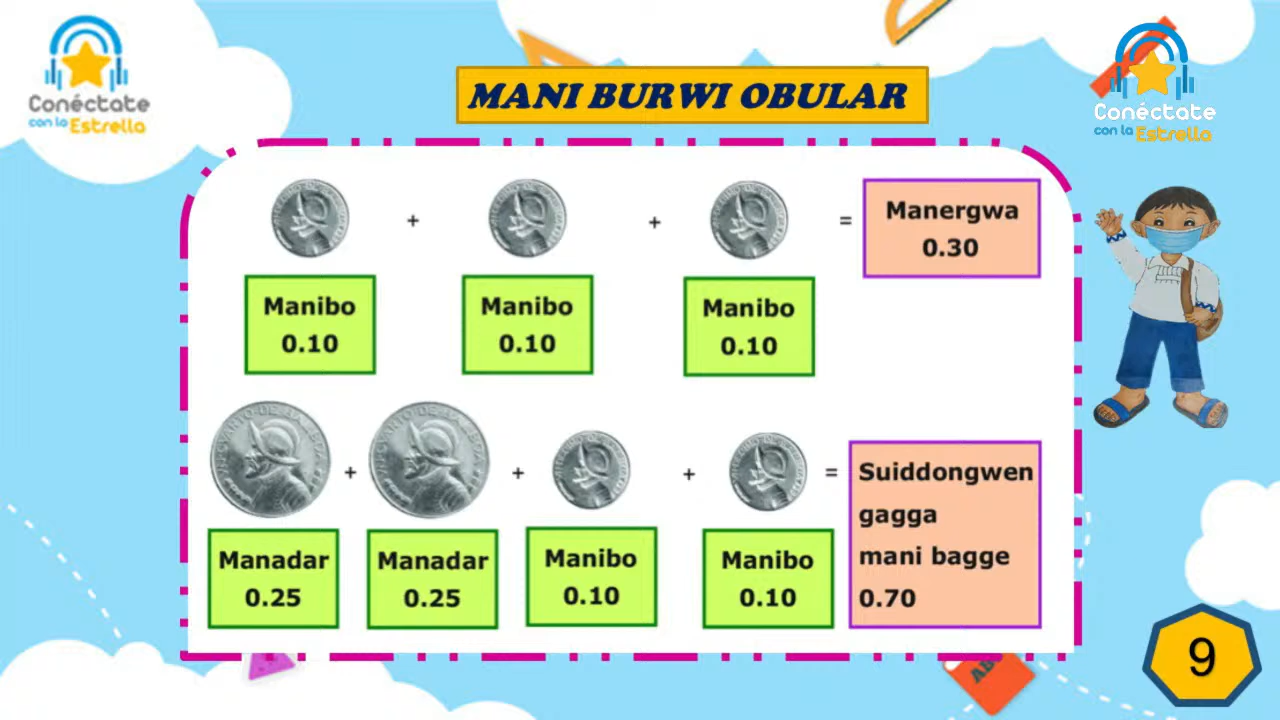 Conéctate
con la Estrella
MANI BURWI OBULAR
Conéctate
con la Estrella
+ + =
Manergwa
0.30
Manibo
0.10
Manibo
0.10
Manibo
0.10
+ + + =
Suiddongwen
gagga
mani bagge
0.70
Manadar
0.25
Manadar
0.25
Manibo
0.10
Manibo
0.10
9